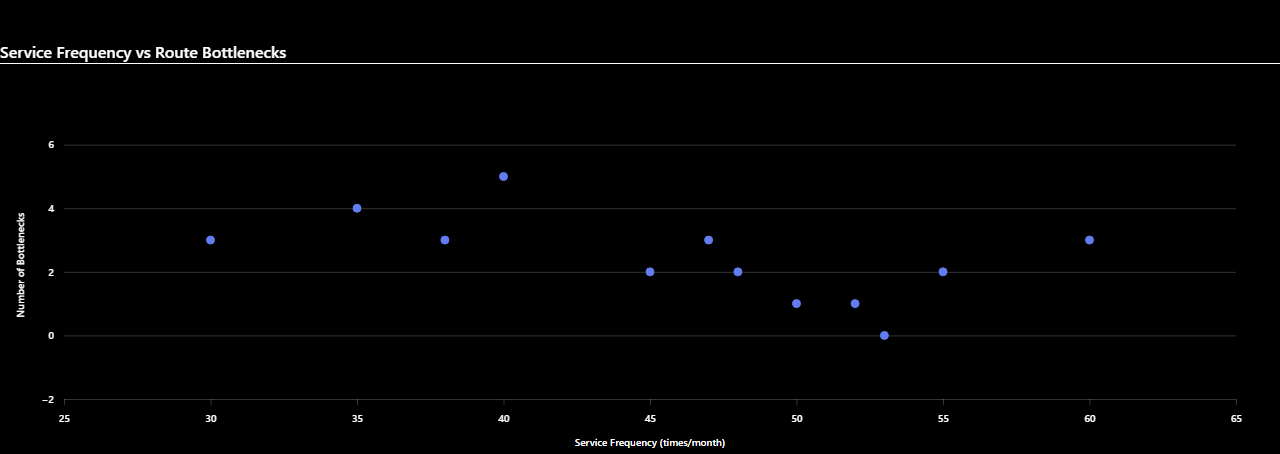 Service Frequency vs Route Bottlenecks
Number of Bottlenecks
6
4
2
0
−2
25 30 35 40 45 50 55 60 65
Service Frequency (times/month)